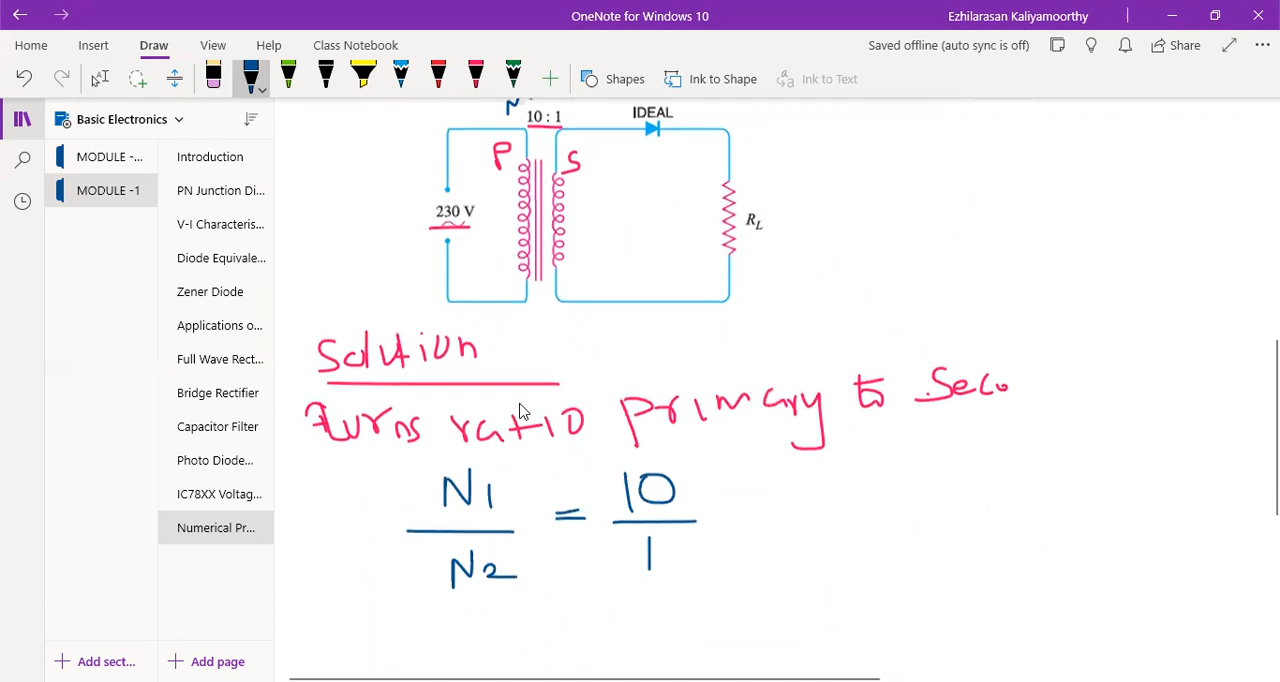 OneNote for Windows 10
Ezhilarasan Kaliyamoorthy
Home Insert Draw View Help Class Notebook
Saved offline (auto sync is off) Share
Shapes Ink to Shape Ink to Text
Basic Electronics
MODULE -...
MODULE -1
Introduction
PN Junction Di...
V-I Characteris...
Diode Equivale...
Zener Diode
Applications o...
Full Wave Rect...
Bridge Rectifier
Capacitor Filter
Photo Diode...
IC78XX Voltag...
Numerical Pr...
Add sect...
Add page
10 : 1
IDEAL
P S
230 V
RL
Solution
Turns ratio primary to Seco
N1 = 10
N2 1